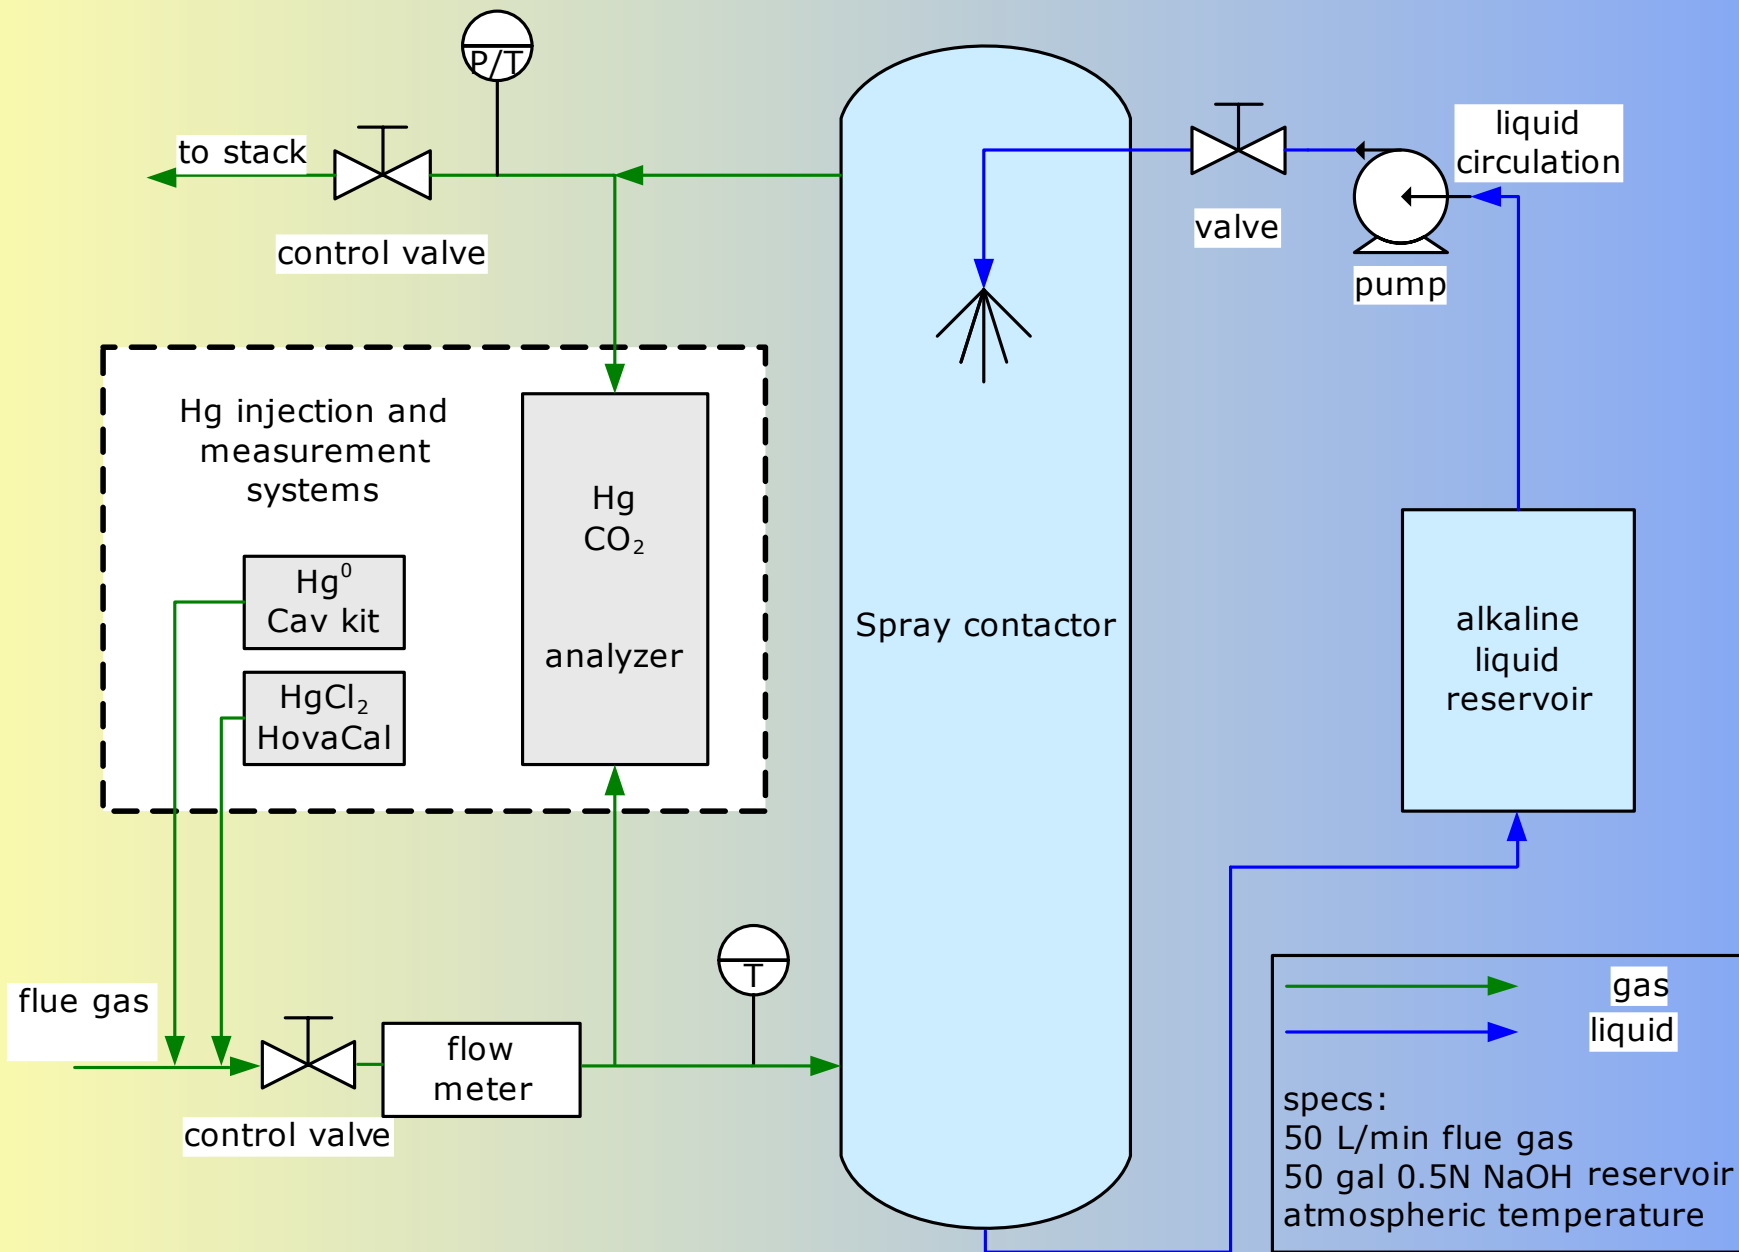 P/T
to stack
control valve
liquid
circulation
valve
pump
Hg injection and
measurement
systems
Hg
CO₂
analyzer
Hg⁰
Cav kit
HgCl₂
HovaCal
Spray contactor
alkaline
liquid
reservoir
flue gas
T
flow
meter
control valve
gas
liquid
specs:
50 L/min flue gas
50 gal 0.5N NaOH reservoir
atmospheric temperature